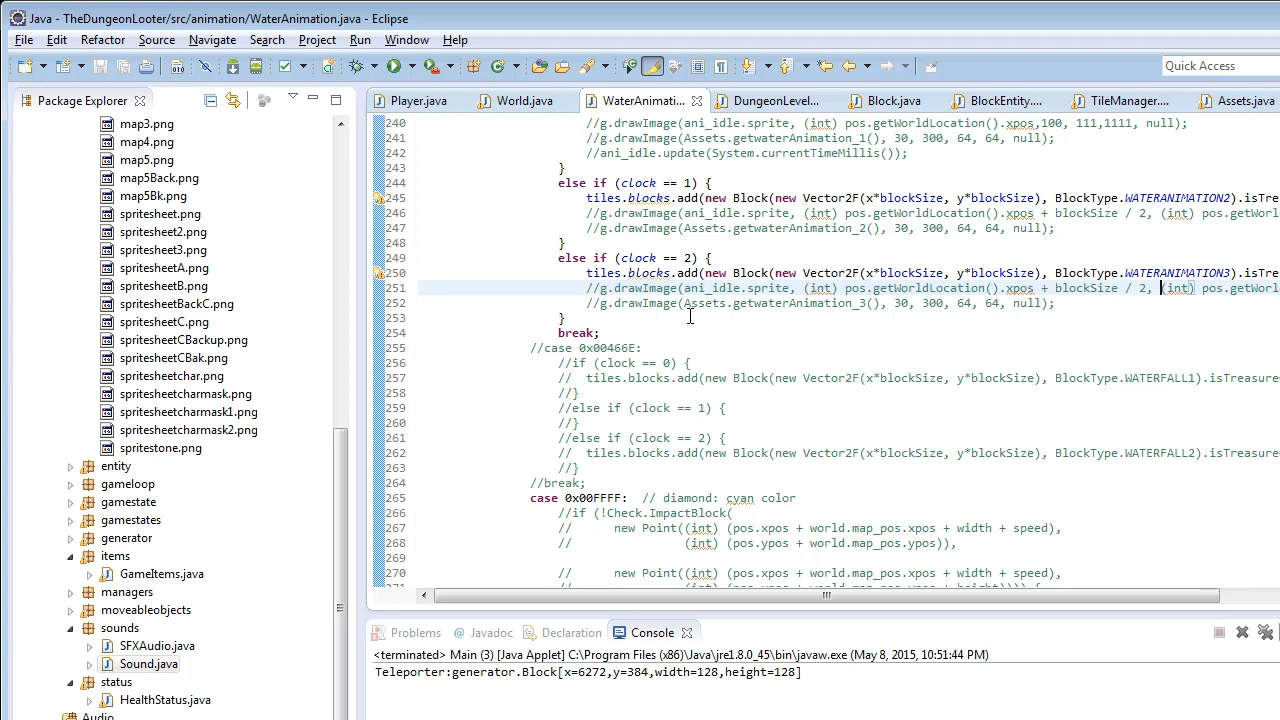 Java - TheDungeonLooter/src/animation/WaterAnimation.java - Eclipse
File Edit Refactor Source Navigate Search Project Run Window Help
Quick Access
Package Explorer
map3.png
map4.png
map5.png
map5Back.png
map5Bk.png
spritesheet.png
spritesheet2.png
spritesheet3.png
spritesheetA.png
spritesheetB.png
spritesheetBackC.png
spritesheetC.png
spritesheetCBackup.png
spritesheetCBak.png
spritesheetchar.png
spritesheetcharmask.png
spritesheetcharmask1.png
spritesheetcharmask2.png
spritestone.png
entity
gameloop
gamestate
gamestates
generator
items
GameItems.java
managers
moveableobjects
sounds
SFXAudio.java
Sound.java
status
HealthStatus.java
Audio
Player.java World.java WaterAnimati... DungeonLevel... Block.java BlockEntity.... TileManager.... Assets.java
240 //g.drawImage(ani_idle.sprite, (int) pos.getWorldLocation().xpos,100, 111,1111, null);
241 //g.drawImage(Assets.getwaterAnimation_1(), 30, 300, 64, 64, null);
242 //ani_idle.update(System.currentTimeMillis());
243 }
244 else if (clock == 1) {
245 tiles.blocks.add(new Block(new Vector2F(x*blockSize, y*blockSize), BlockType.WATERANIMATION2).isTrea
246 //g.drawImage(ani_idle.sprite, (int) pos.getWorldLocation().xpos + blockSize / 2, (int) pos.getWorldL
247 //g.drawImage(Assets.getwaterAnimation_2(), 30, 300, 64, 64, null);
248 }
249 else if (clock == 2) {
250 tiles.blocks.add(new Block(new Vector2F(x*blockSize, y*blockSize), BlockType.WATERANIMATION3).isTrea
251 //g.drawImage(ani_idle.sprite, (int) pos.getWorldLocation().xpos + blockSize / 2, (int) pos.getWorldL
252 //g.drawImage(Assets.getwaterAnimation_3(), 30, 300, 64, 64, null);
253 }
254 break;
255 //case 0x00466E:
256 //if (clock == 0) {
257 // tiles.blocks.add(new Block(new Vector2F(x*blockSize, y*blockSize), BlockType.WATERFALL1).isTreasure
258 //}
259 //else if (clock == 1) {
260 //}
261 //else if (clock == 2) {
262 // tiles.blocks.add(new Block(new Vector2F(x*blockSize, y*blockSize), BlockType.WATERFALL2).isTreasure
263 //}
264 //break;
265 case 0x00FFFF: // diamond: cyan color
266 //if (!Check.ImpactBlock(
267 // new Point((int) (pos.xpos + world.map_pos.xpos + width + speed),
268 // (int) (pos.ypos + world.map_pos.ypos)),
269
270 // new Point((int) (pos.xpos + world.map_pos.xpos + width + speed),
Problems Javadoc Declaration Console
<terminated> Main (3) [Java Applet] C:\Program Files (x86)\Java\jre1.8.0_45\bin\javaw.exe (May 8, 2015, 10:51:44 PM)
Teleporter:generator.Block[x=6272,y=384,width=128,height=128]